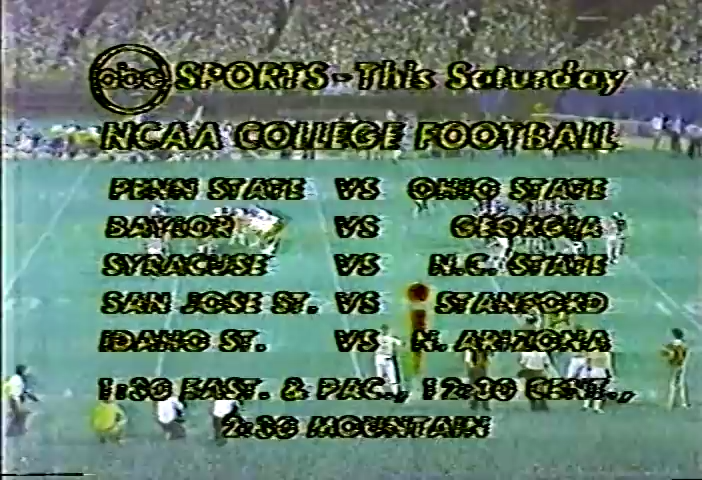 abc SPORTS - This Saturday
NCAA COLLEGE FOOTBALL
PENN STATE VS OHIO STATE
BAYLOR VS GEORGIA
SYRACUSE VS N.C. STATE
SAN JOSE ST. VS STANFORD
IDAHO ST. VS N. ARIZONA
1:30 EAST. & PAC., 12:30 CENT.,
2:30 MOUNTAIN